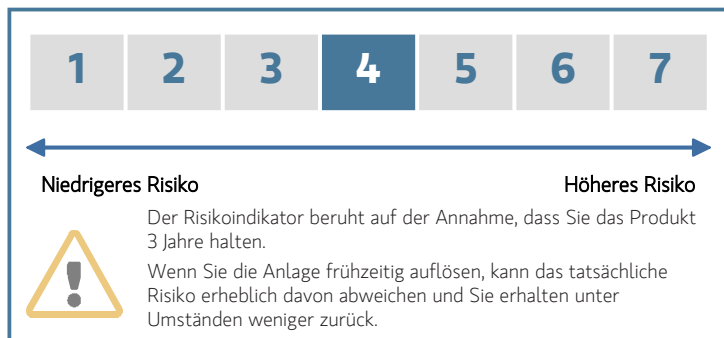 1 2 3 4 5 6 7
Niedrigeres Risiko Höheres Risiko
Der Risikoindikator beruht auf der Annahme, dass Sie das Produkt
3 Jahre halten.
Wenn Sie die Anlage frühzeitig auflösen, kann das tatsächliche
Risiko erheblich davon abweichen und Sie erhalten unter
Umständen weniger zurück.